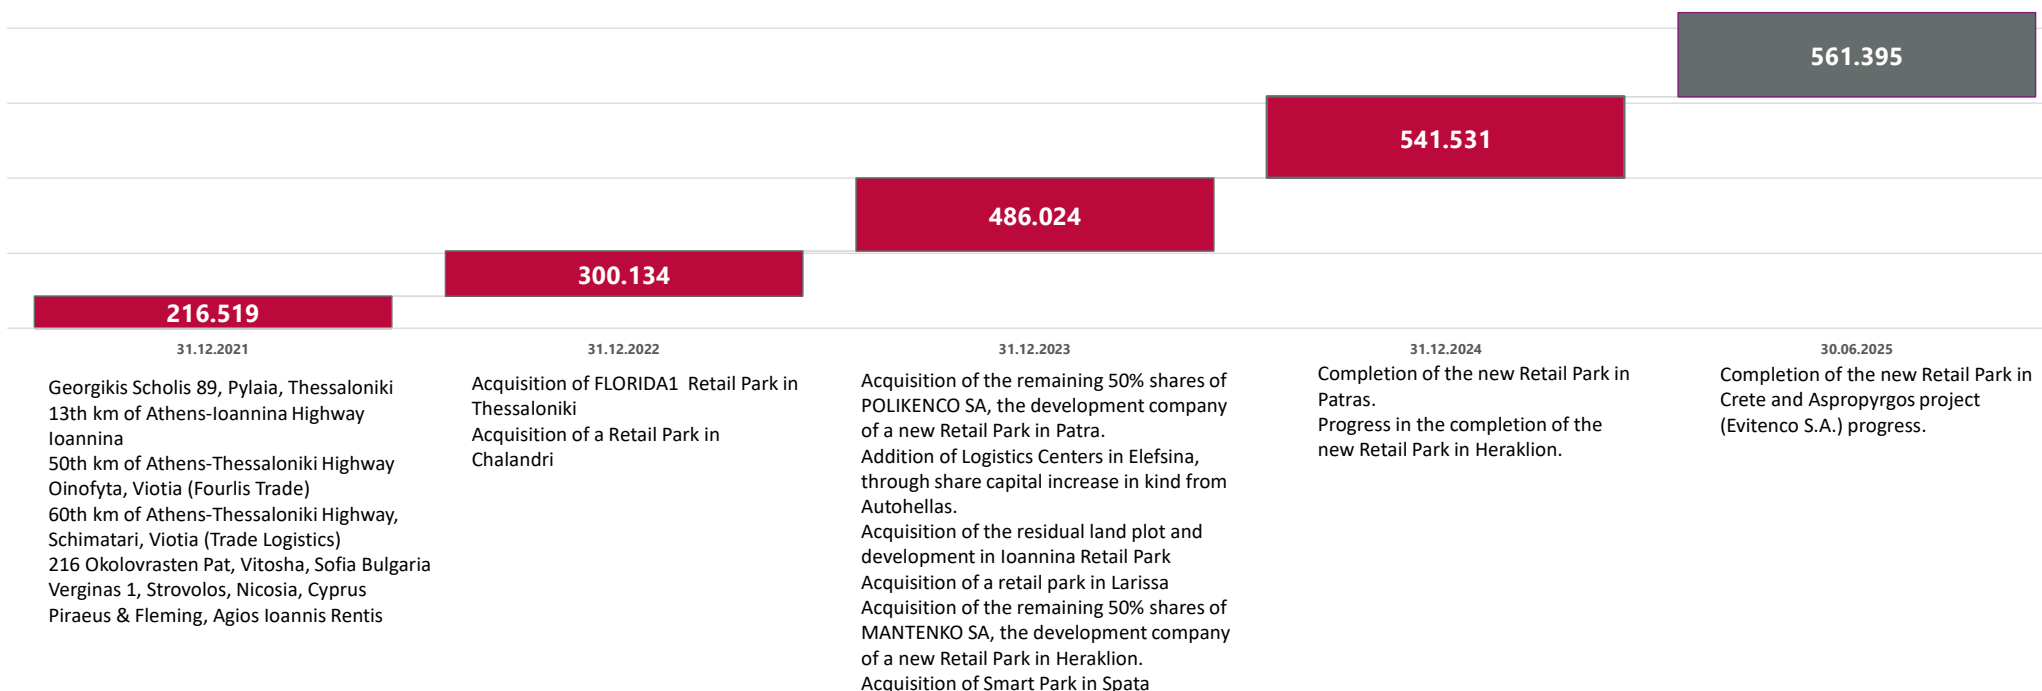 561.395
541.531
486.024
300.134
216.519
31.12.2021
31.12.2022
31.12.2023
31.12.2024
30.06.2025
Georgikis Scholis 89, Pylaia, Thessaloniki
13th km of Athens-Ioannina Highway
Ioannina
50th km of Athens-Thessaloniki Highway
Oinofyta, Viotia (Fourlis Trade)
60th km of Athens-Thessaloniki Highway,
Schimatari, Viotia (Trade Logistics)
216 Okolovrasten Pat, Vitosha, Sofia Bulgaria
Verginas 1, Strovolos, Nicosia, Cyprus
Piraeus & Fleming, Agios Ioannis Rentis
Acquisition of FLORIDA1 Retail Park in
Thessaloniki
Acquisition of a Retail Park in
Chalandri
Acquisition of the remaining 50% shares of
POLIKENCO SA, the development company
of a new Retail Park in Patra.
Addition of Logistics Centers in Elefsina,
through share capital increase in kind from
Autohellas.
Acquisition of the residual land plot and
development in Ioannina Retail Park
Acquisition of a retail park in Larissa
Acquisition of the remaining 50% shares of
MANTENKO SA, the development company
of a new Retail Park in Heraklion.
Acquisition of Smart Park in Spata
Completion of the new Retail Park in
Patras.
Progress in the completion of the
new Retail Park in Heraklion.
Completion of the new Retail Park in
Crete and Aspropyrgos project
(Evitenco S.A.) progress.